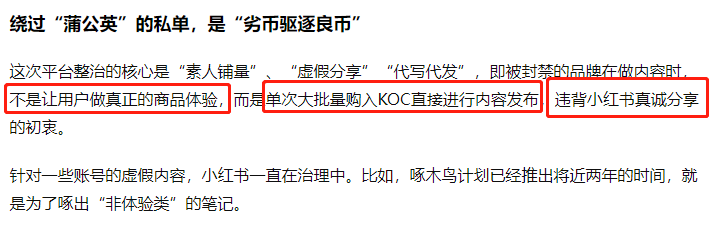 绕过“蒲公英”的私单，是“劣币驱逐良币”
这次平台整治的核心是“素人铺量”、“虚假分享”“代写代发”，即被封禁的品牌在做内容时，
不是让用户做真正的商品体验，而是单次大批量购入KOC直接进行内容发布，违背小红书真诚分享
的初衷。
针对一些账号的虚假内容，小红书一直在治理中。比如，啄木鸟计划已经推出将近两年的时间，就
是为了啄出“非体验类”的笔记。